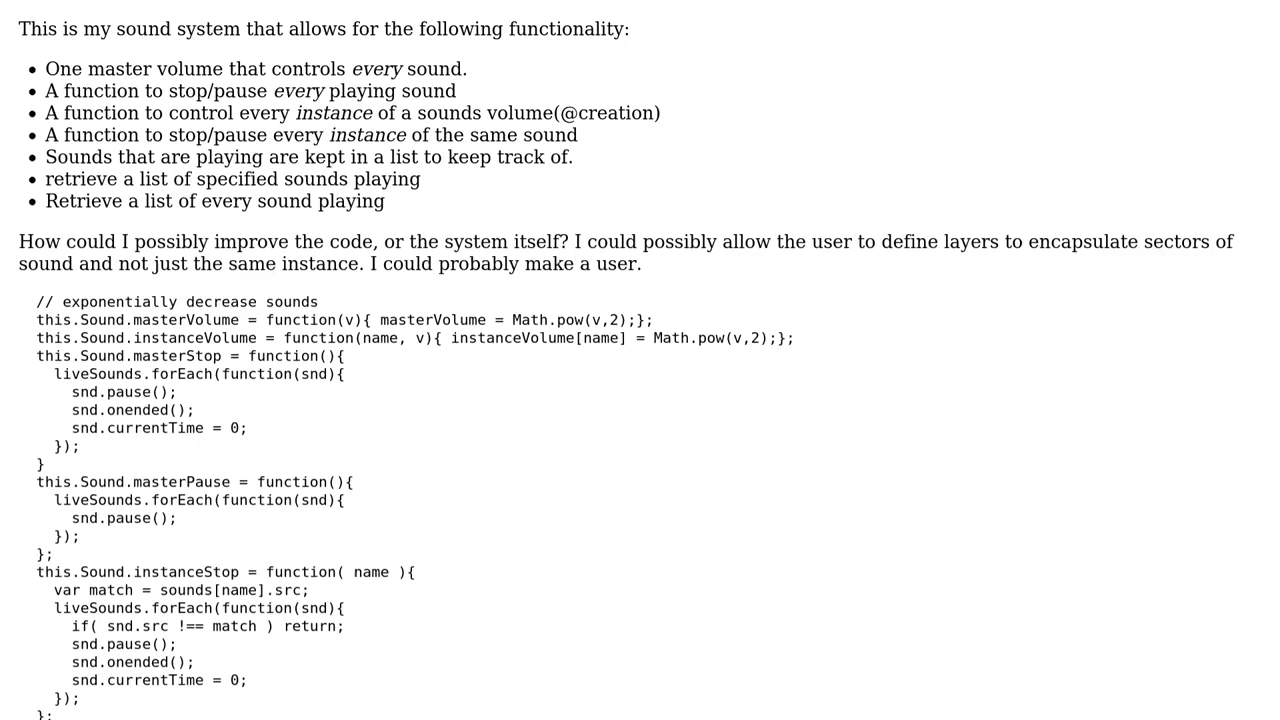 This is my sound system that allows for the following functionality:
• One master volume that controls every sound.
• A function to stop/pause every playing sound
• A function to control every instance of a sounds volume(@creation)
• A function to stop/pause every instance of the same sound
• Sounds that are playing are kept in a list to keep track of.
• retrieve a list of specified sounds playing
• Retrieve a list of every sound playing
How could I possibly improve the code, or the system itself? I could possibly allow the user to define layers to encapsulate sectors of
sound and not just the same instance. I could probably make a user.
// exponentially decrease sounds
this.Sound.masterVolume = function(v){ masterVolume = Math.pow(v,2);};
this.Sound.instanceVolume = function(name, v){ instanceVolume[name] = Math.pow(v,2);};
this.Sound.masterStop = function(){
  liveSounds.forEach(function(snd){
    snd.pause();
    snd.onended();
    snd.currentTime = 0;
  });
}
this.Sound.masterPause = function(){
  liveSounds.forEach(function(snd){
    snd.pause();
  });
};
this.Sound.instanceStop = function( name ){
  var match = sounds[name].src;
  liveSounds.forEach(function(snd){
    if( snd.src !== match ) return;
    snd.pause();
    snd.onended();
    snd.currentTime = 0;
  });
};